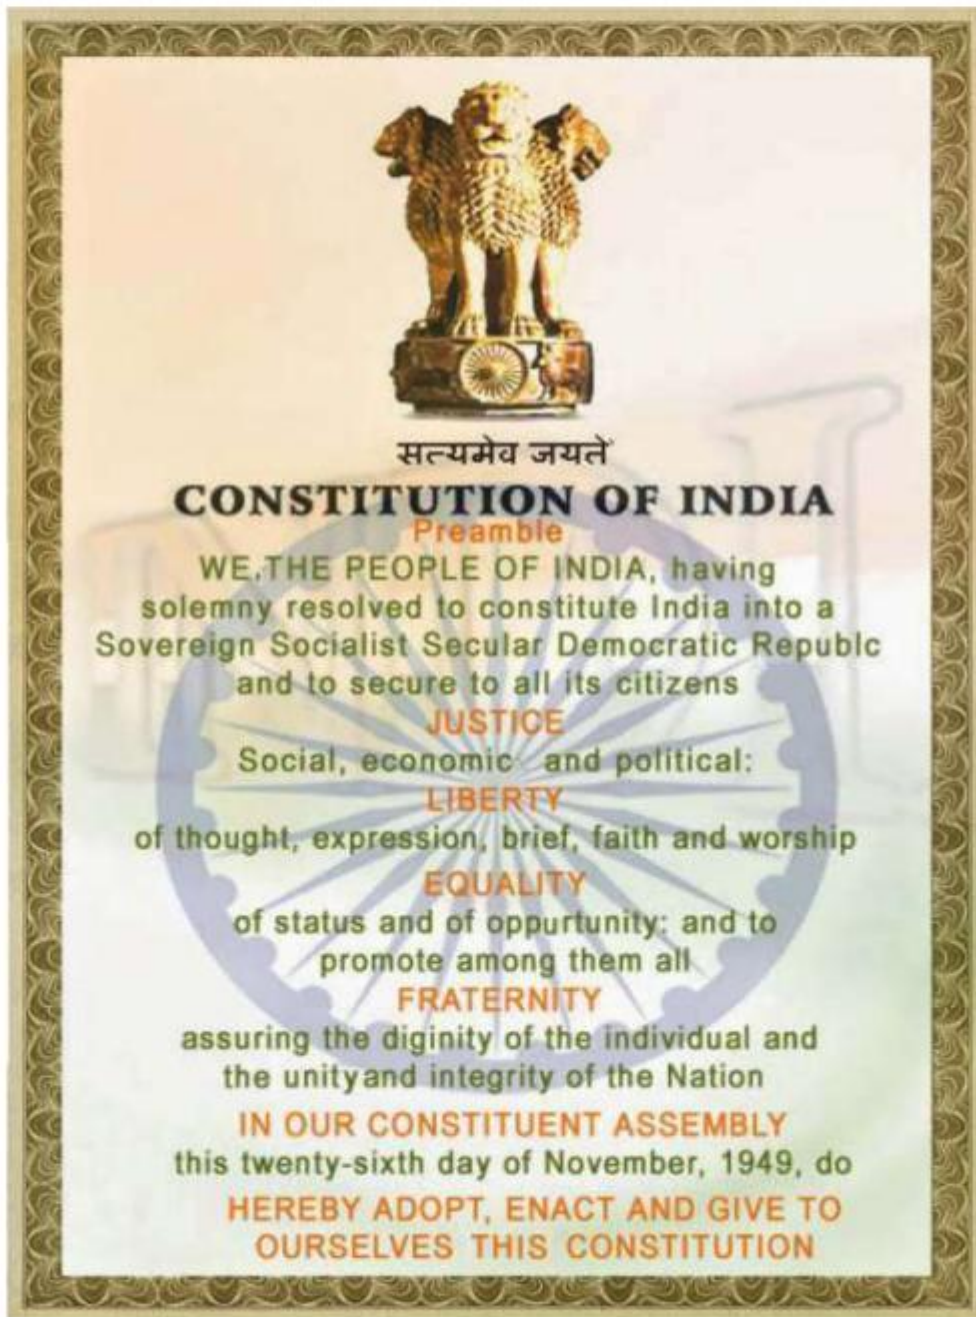 सत्यमेव जयते
CONSTITUTION OF INDIA
Preamble
WE,THE PEOPLE OF INDIA, having
solemny resolved to constitute India into a
Sovereign Socialist Secular Democratic Republc
and to secure to all its citizens
JUSTICE
Social, economic and political:
LIBERTY
of thought, expression, brief, faith and worship
EQUALITY
of status and of oppurtunity: and to
promote among them all
FRATERNITY
assuring the diginity of the individual and
the unityand integrity of the Nation
IN OUR CONSTITUENT ASSEMBLY
this twenty-sixth day of November, 1949, do
HEREBY ADOPT, ENACT AND GIVE TO
OURSELVES THIS CONSTITUTION